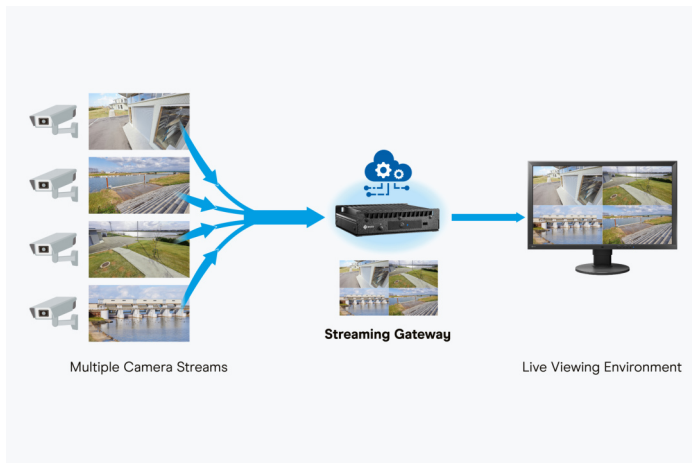 Streaming Gateway
Multiple Camera Streams
Live Viewing Environment